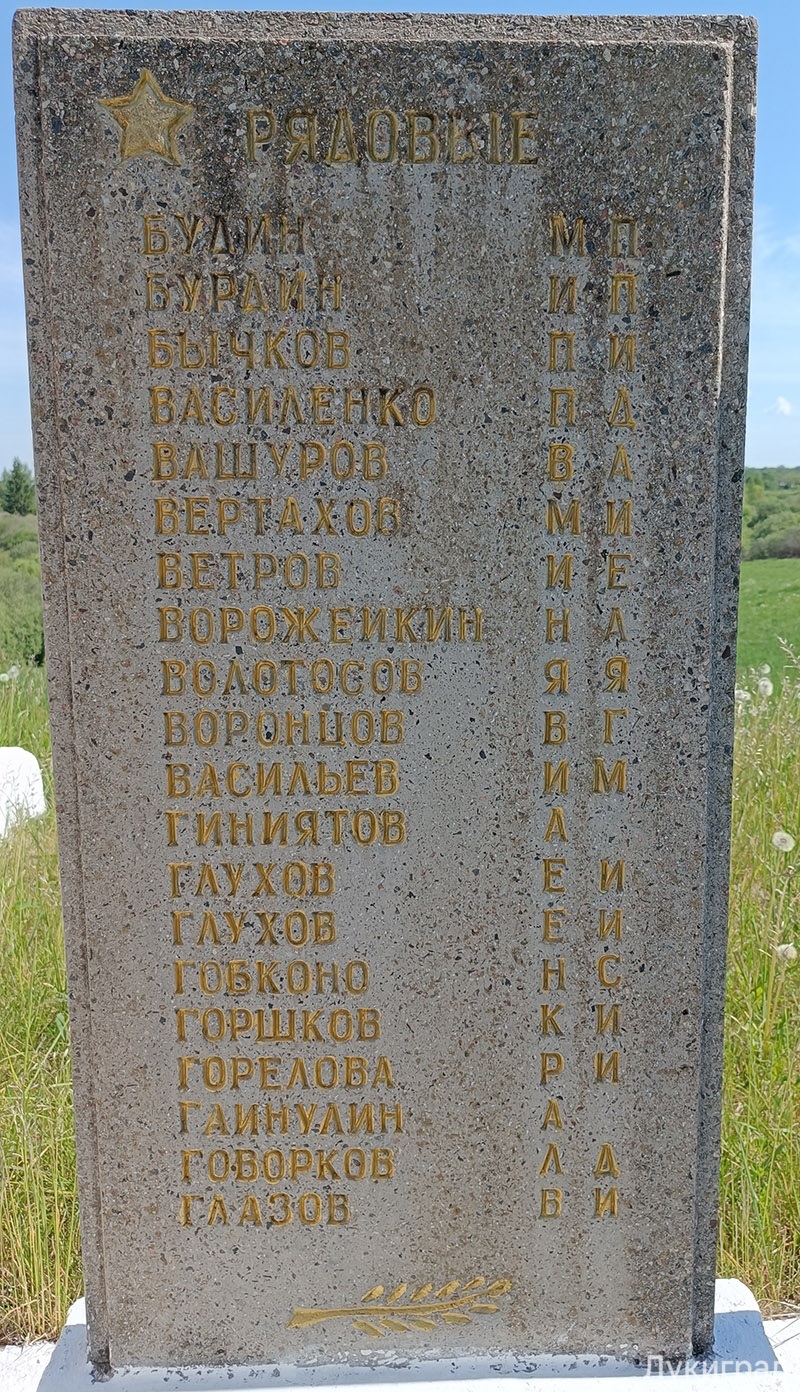 РЯДОВЫЕ
БУДИН М П
БУРДИН И П
БЫЧКОВ П И
ВАСИЛЕНКО П Д
ВАШУРОВ В А
ВЕРТАХОВ М И
ВЕТРОВ И Е
ВОРОЖЕИКИН Н А
ВОЛОТОСОВ Я Я
ВОРОНЦОВ В Г
ВАСИЛЬЕВ И М
ГИНИЯТОВ А
ГЛУХОВ Е И
ГЛУХОВ Е И
ГОБКОНО Н С
ГОРШКОВ К И
ГОРЕЛОВА Р И
ГАИНУЛИН А
ГОБОРКОВ Л Д
ГЛАЗОВ В И
Лукиград